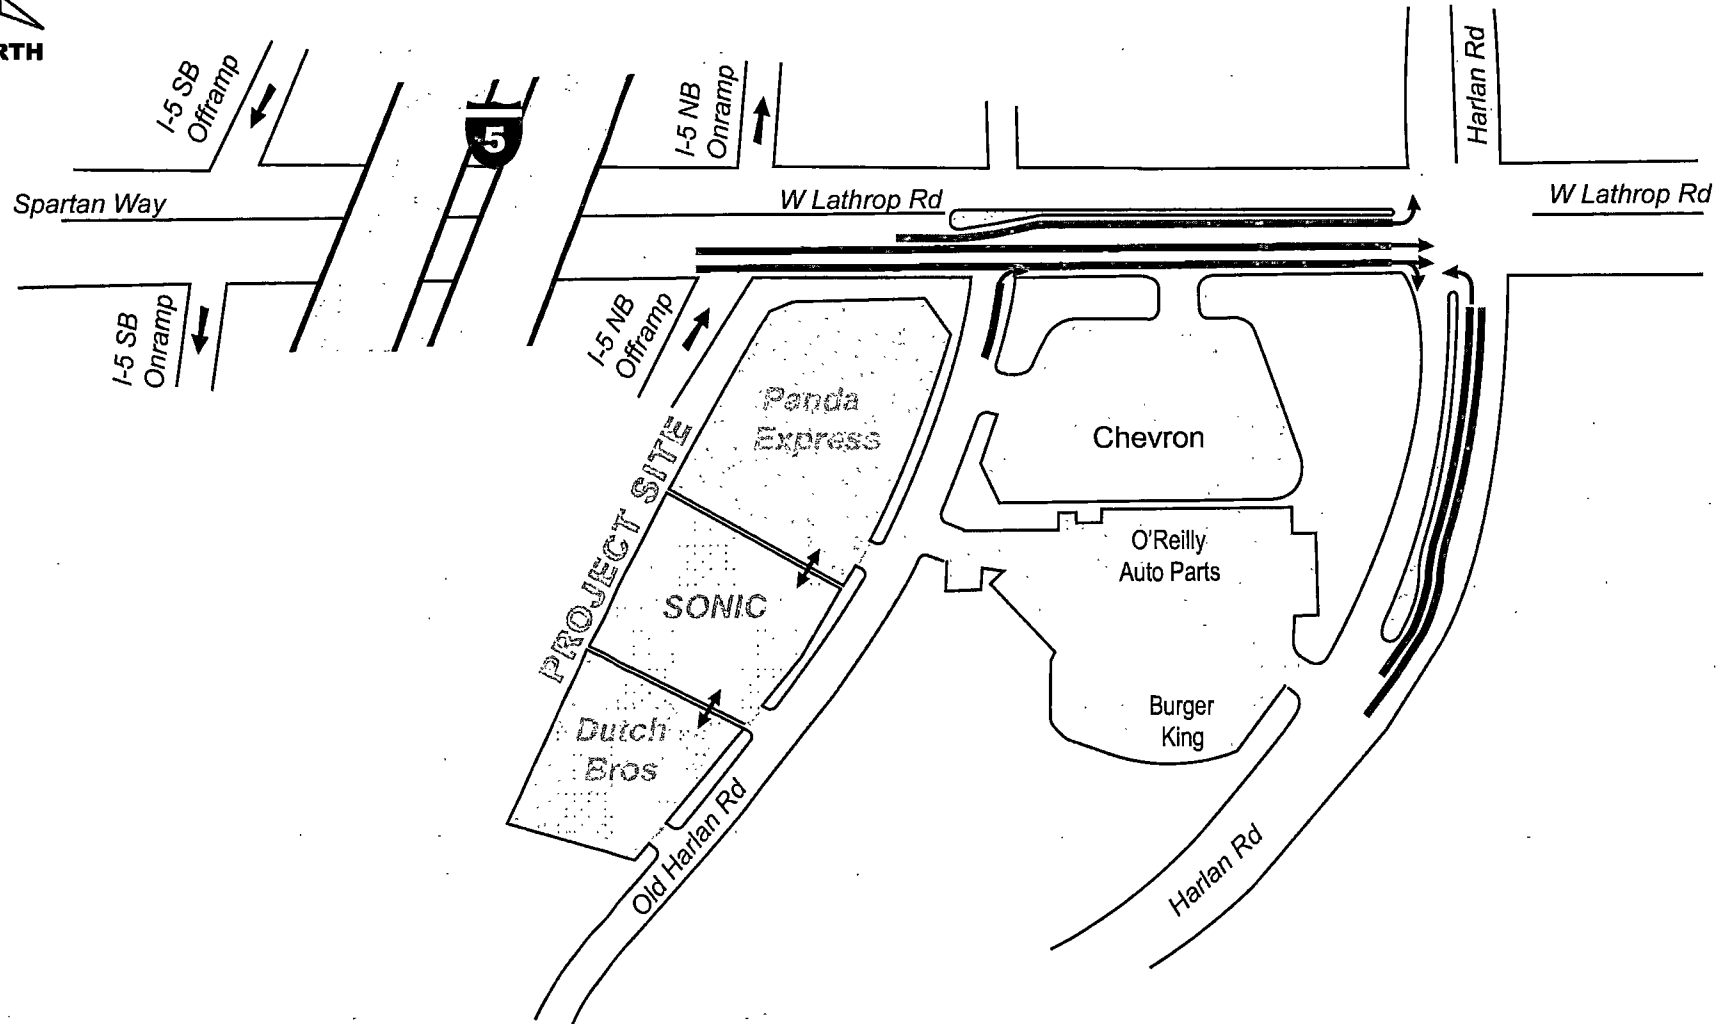 RTH
I-5 SB
Offramp
5
I-5 NB
Onramp
Harlan Rd
Spartan Way
W Lathrop Rd
W Lathrop Rd
I-5 SB
Onramp
I-5 NB
Offramp
PROJECT SITE
Panda
Express
Chevron
O'Reilly
Auto Parts
SONIC
Burger
King
Dutch
Bros
Old Harlan Rd
Harlan Rd